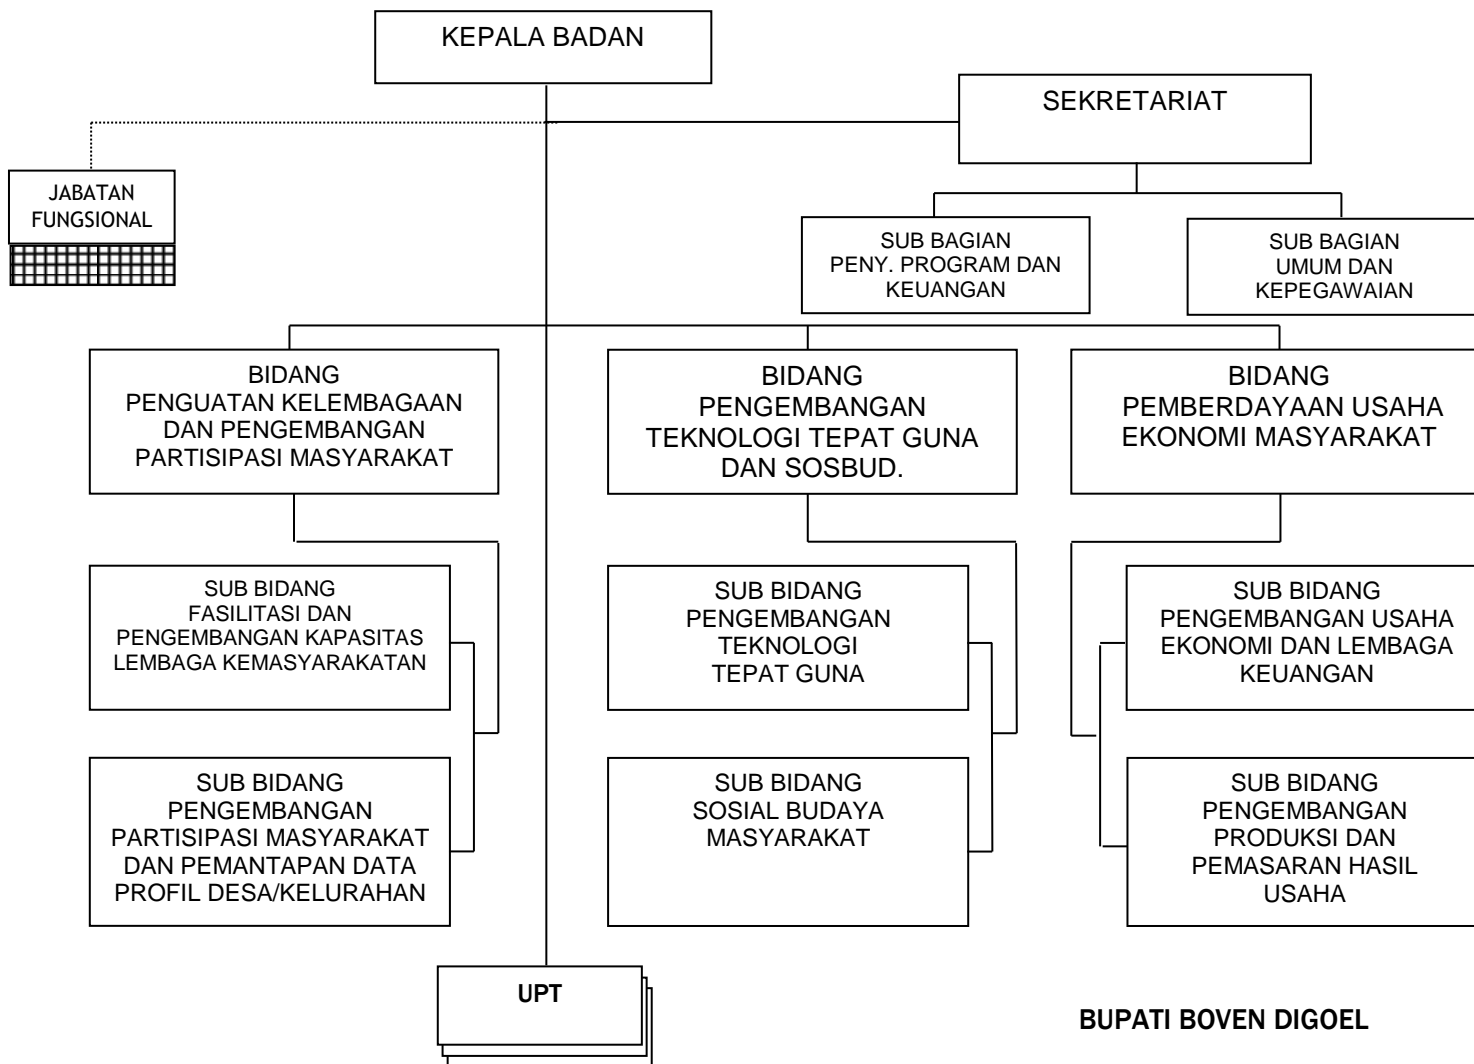 KEPALA BADAN
SEKRETARIAT
JABATAN
FUNGSIONAL
SUB BAGIAN
PENY. PROGRAM DAN
KEUANGAN
SUB BAGIAN
UMUM DAN
KEPEGAWAIAN
BIDANG
PENGUATAN KELEMBAGAAN
DAN PENGEMBANGAN
PARTISIPASI MASYARAKAT
BIDANG
PENGEMBANGAN
TEKNOLOGI TEPAT GUNA
DAN SOSBUD.
BIDANG
PEMBERDAYAAN USAHA
EKONOMI MASYARAKAT
SUB BIDANG
FASILITASI DAN
PENGEMBANGAN KAPASITAS
LEMBAGA KEMASYARAKATAN
SUB BIDANG
PENGEMBANGAN
TEKNOLOGI
TEPAT GUNA
SUB BIDANG
PENGEMBANGAN USAHA
EKONOMI DAN LEMBAGA
KEUANGAN
SUB BIDANG
PENGEMBANGAN
PARTISIPASI MASYARAKAT
DAN PEMANTAPAN DATA
PROFIL DESA/KELURAHAN
SUB BIDANG
SOSIAL BUDAYA
MASYARAKAT
SUB BIDANG
PENGEMBANGAN
PRODUKSI DAN
PEMASARAN HASIL
USAHA
UPT
BUPATI BOVEN DIGOEL